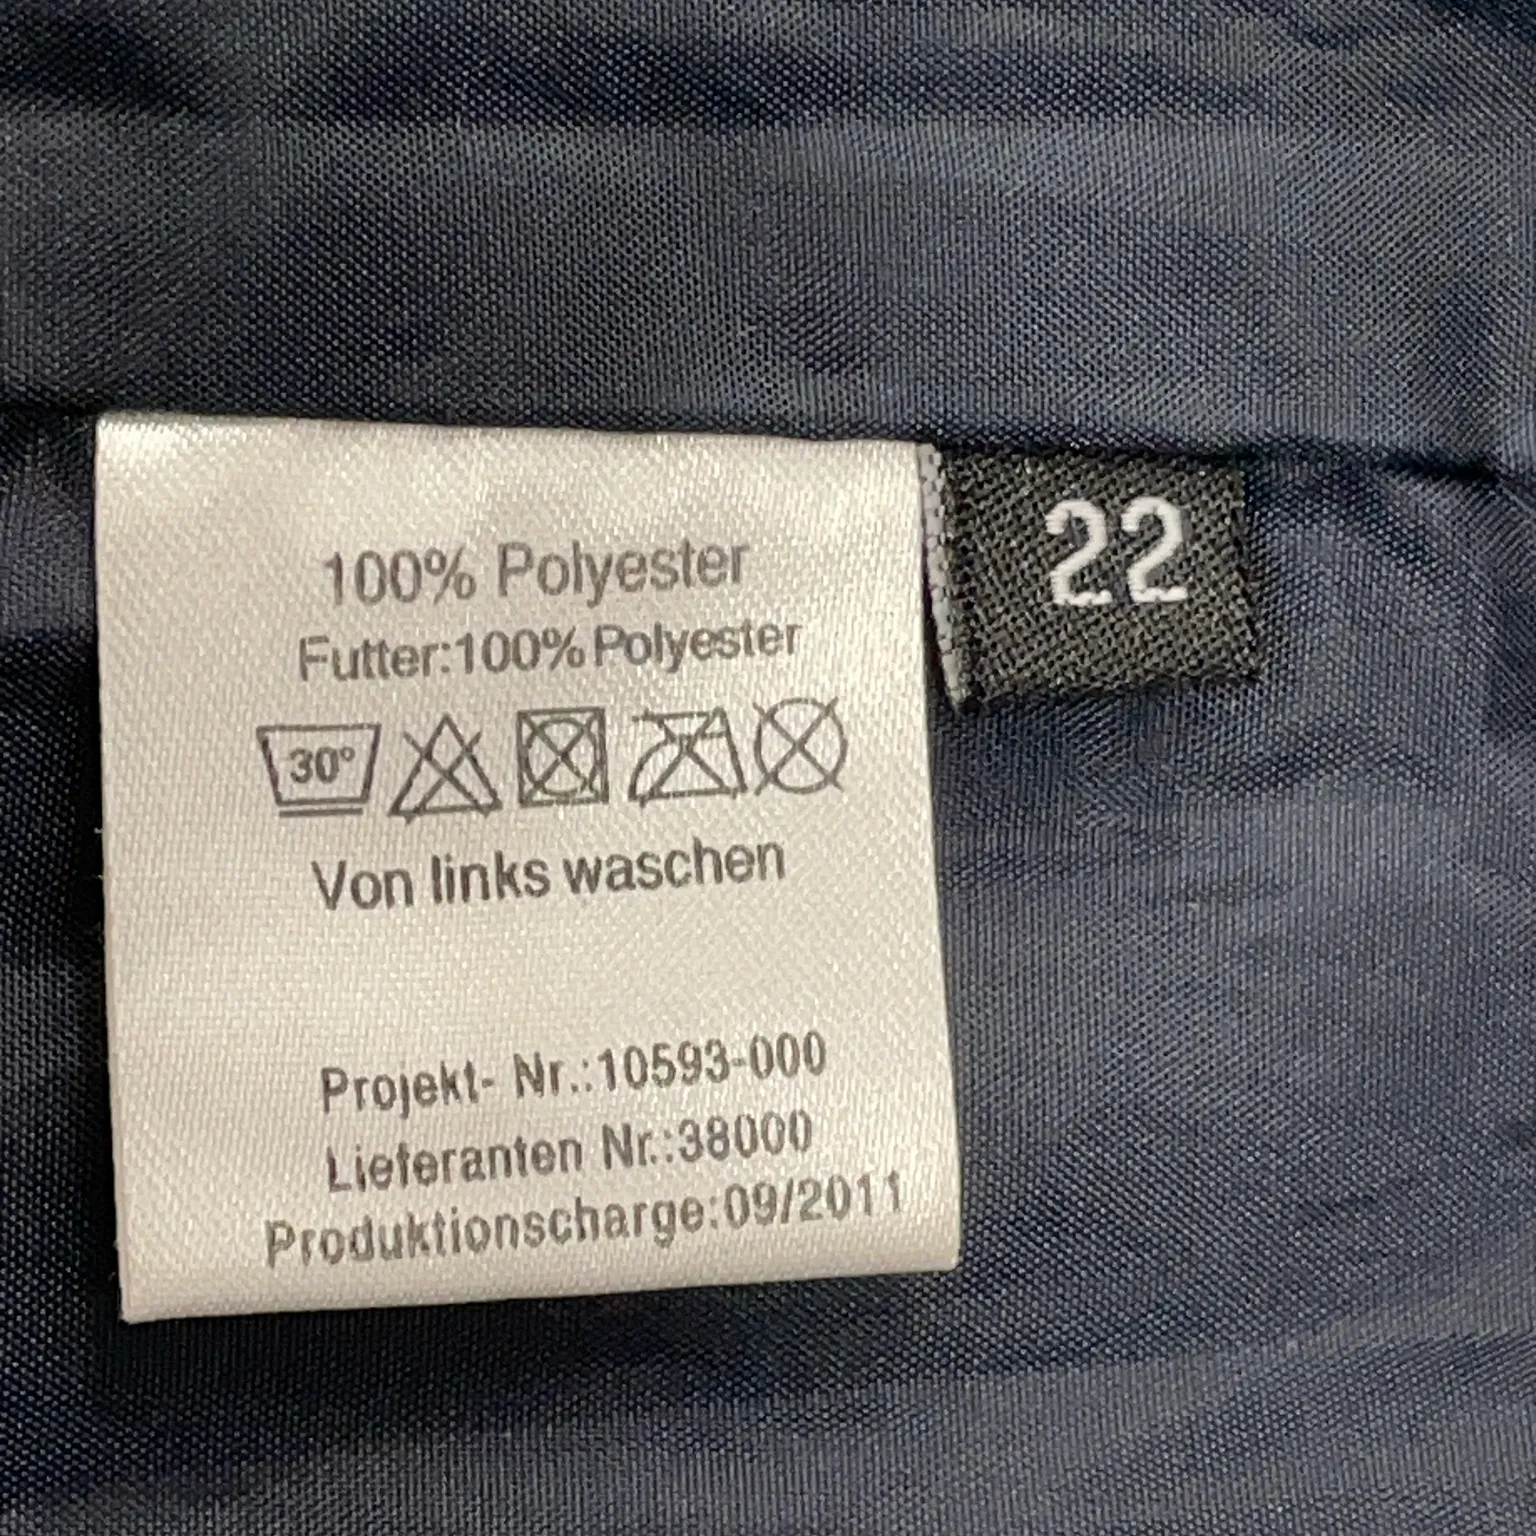 100% Polyester
Futter:100% Polyester
30°
Von links waschen
Projekt- Nr.:10593-000
Lieferanten Nr.:38000
Produktionscharge:09/2011
22